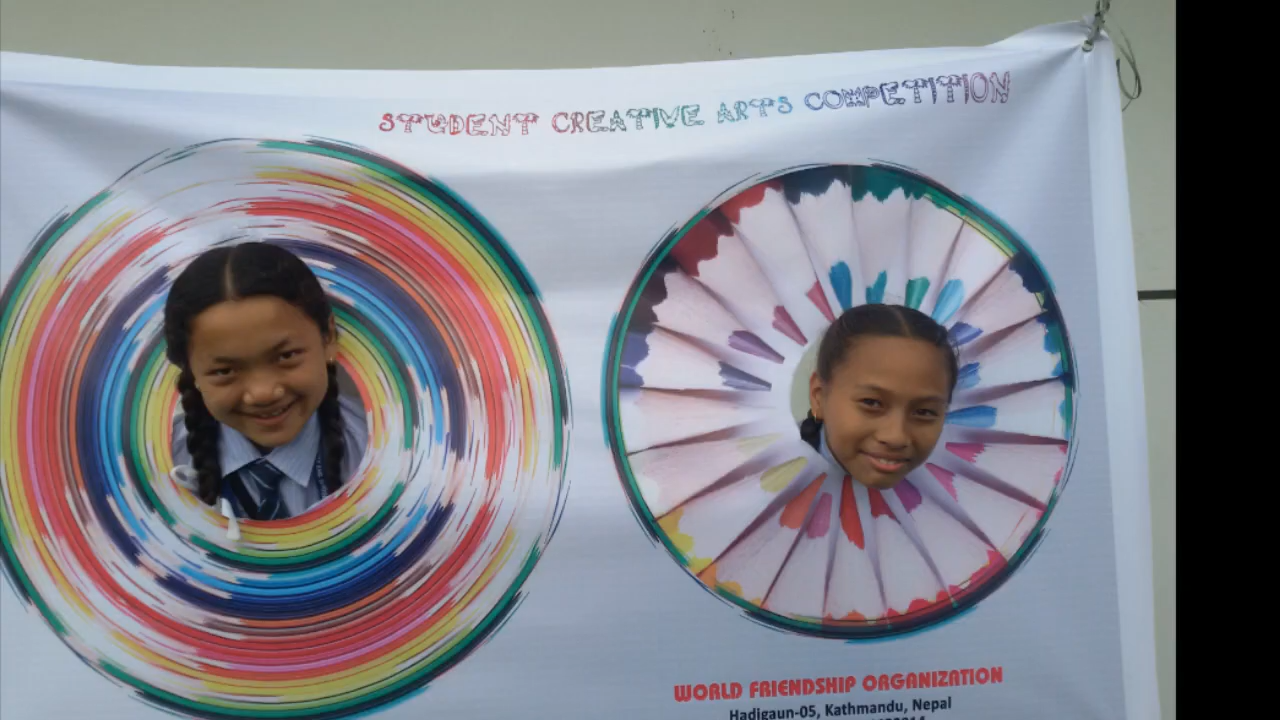 STUDENT CREATIVE ARTS COMPETITION
WORLD FRIENDSHIP ORGANIZATION
Hadigaun-05, Kathmandu, Nepal